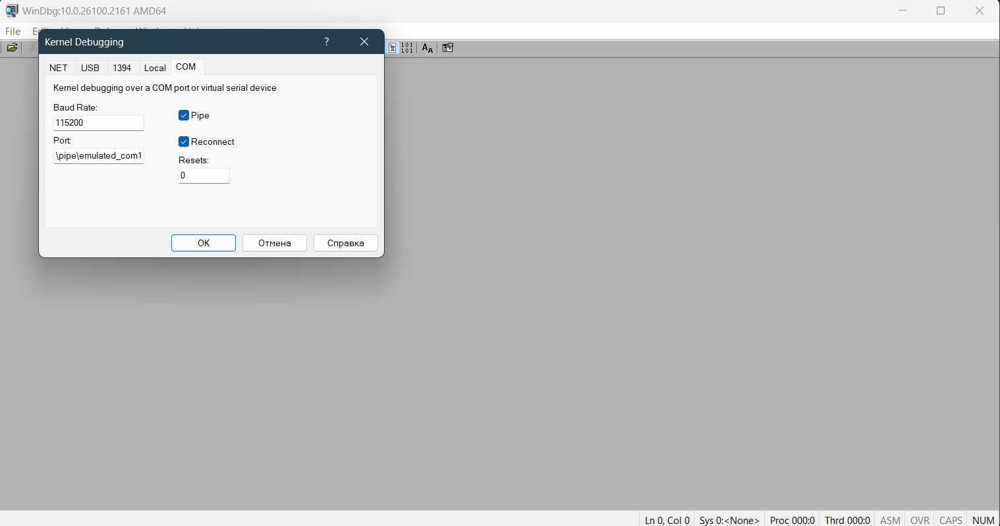 WinDbg:10.0.26100.2161 AMD64
File
Kernel Debugging ?
NET USB 1394 Local COM
Kernel debugging over a COM port or virtual serial device
Baud Rate:
115200
Pipe
Port:
\pipe\emulated_com1
Reconnect
Resets:
0
OK Отмена Справка
Ln 0, Col 0 Sys 0:<None> Proc 000:0 Thrd 000:0 ASM OVR CAPS NUM